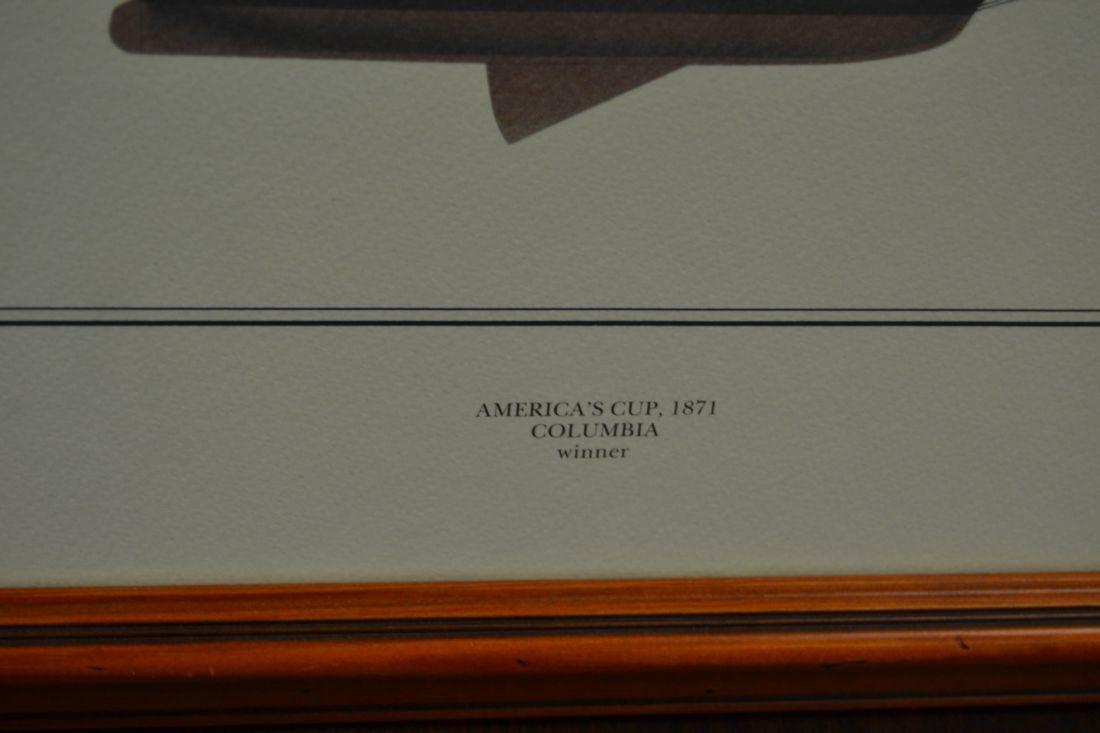 AMERICA'S CUP, 1871
COLUMBIA
winner